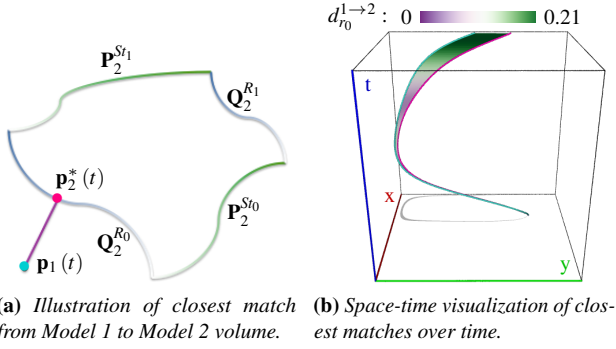 d_{r_0}^{1→2} : 0 0.21
P_2^{St_1}
Q_2^{R_1}
p_2^* (t)
P_2^{St_0}
Q_2^{R_0}
p_1 (t)
t
x
y
(a) Illustration of closest match
from Model 1 to Model 2 volume.
(b) Space-time visualization of clos-
est matches over time.